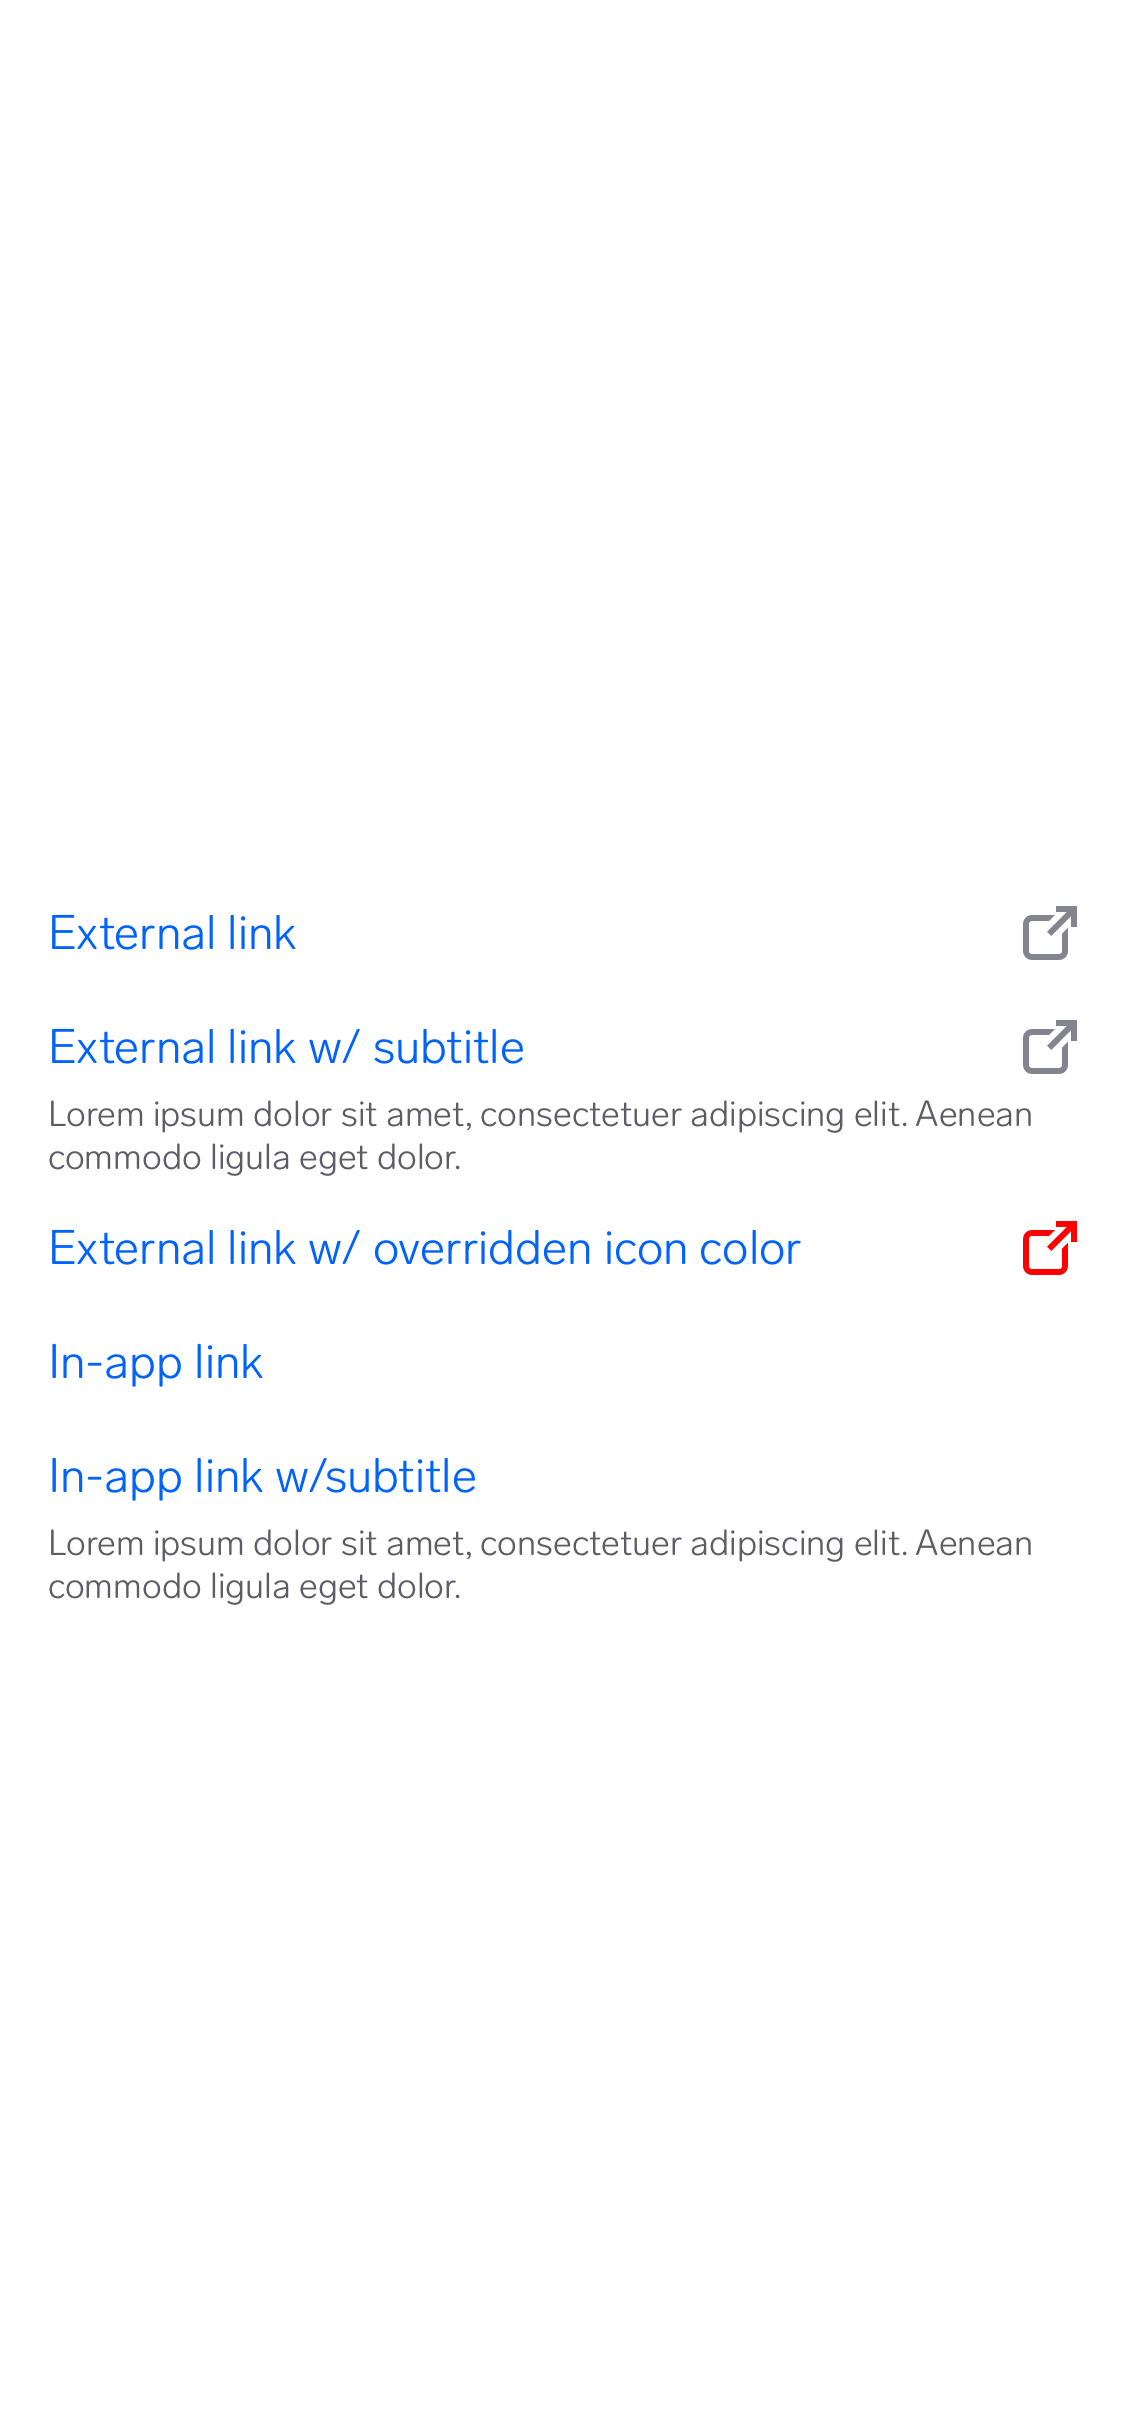 External link
External link w/ subtitle
Lorem ipsum dolor sit amet, consectetuer adipiscing elit. Aenean
commodo ligula eget dolor.
External link w/ overridden icon color
In-app link
In-app link w/subtitle
Lorem ipsum dolor sit amet, consectetuer adipiscing elit. Aenean
commodo ligula eget dolor.